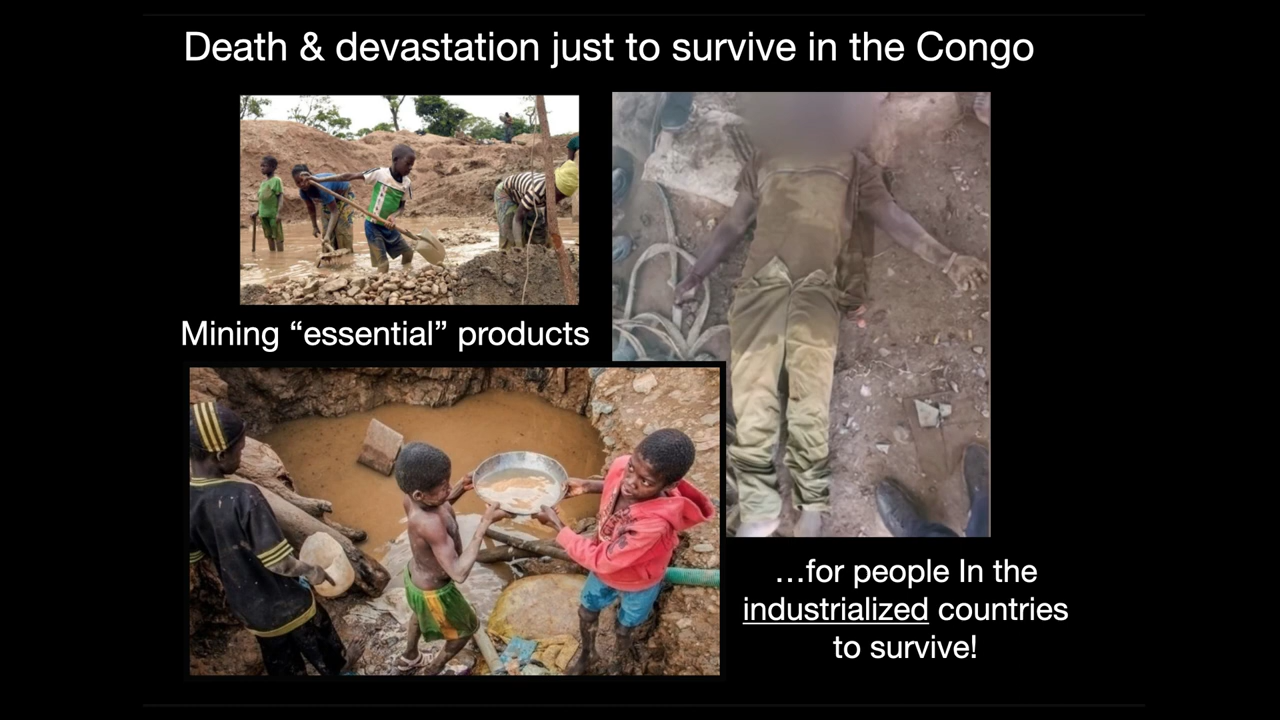 Death & devastation just to survive in the Congo
Mining “essential” products
…for people In the
industrialized countries
to survive!